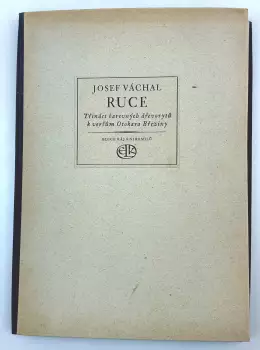 JOSEF VÁCHAL
RUCE
Třináct barevných dřevorytů
k veršům Otokara Březiny